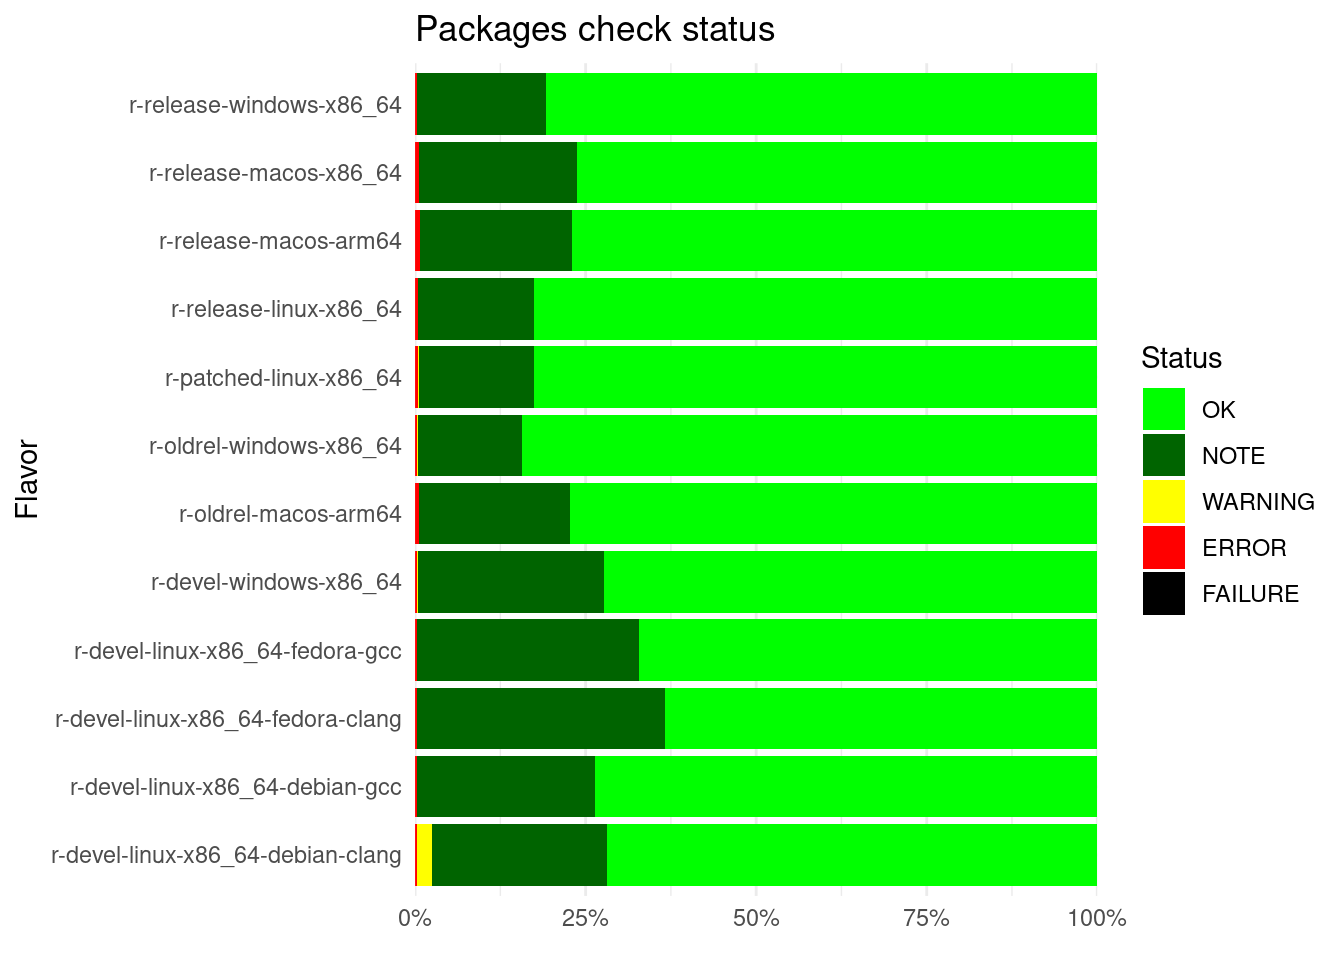 Packages check status
r-release-windows-x86_64
r-release-macos-x86_64
r-release-macos-arm64
r-release-linux-x86_64
r-patched-linux-x86_64
r-oldrel-windows-x86_64
r-oldrel-macos-arm64
r-devel-windows-x86_64
r-devel-linux-x86_64-fedora-gcc
r-devel-linux-x86_64-fedora-clang
r-devel-linux-x86_64-debian-gcc
r-devel-linux-x86_64-debian-clang
Flavor
0% 25% 50% 75% 100%
Status
OK
NOTE
WARNING
ERROR
FAILURE